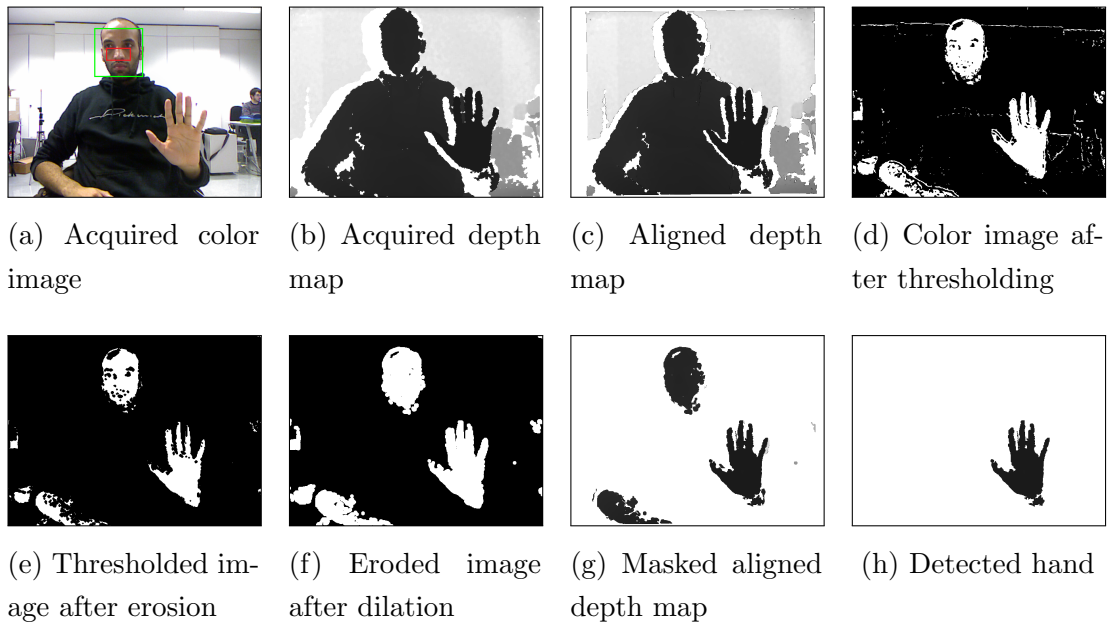 (a) Acquired color
image
(b) Acquired depth
map
(c) Aligned depth
map
(d) Color image af-
ter thresholding
(e) Thresholded im-
age after erosion
(f) Eroded image
after dilation
(g) Masked aligned
depth map
(h) Detected hand